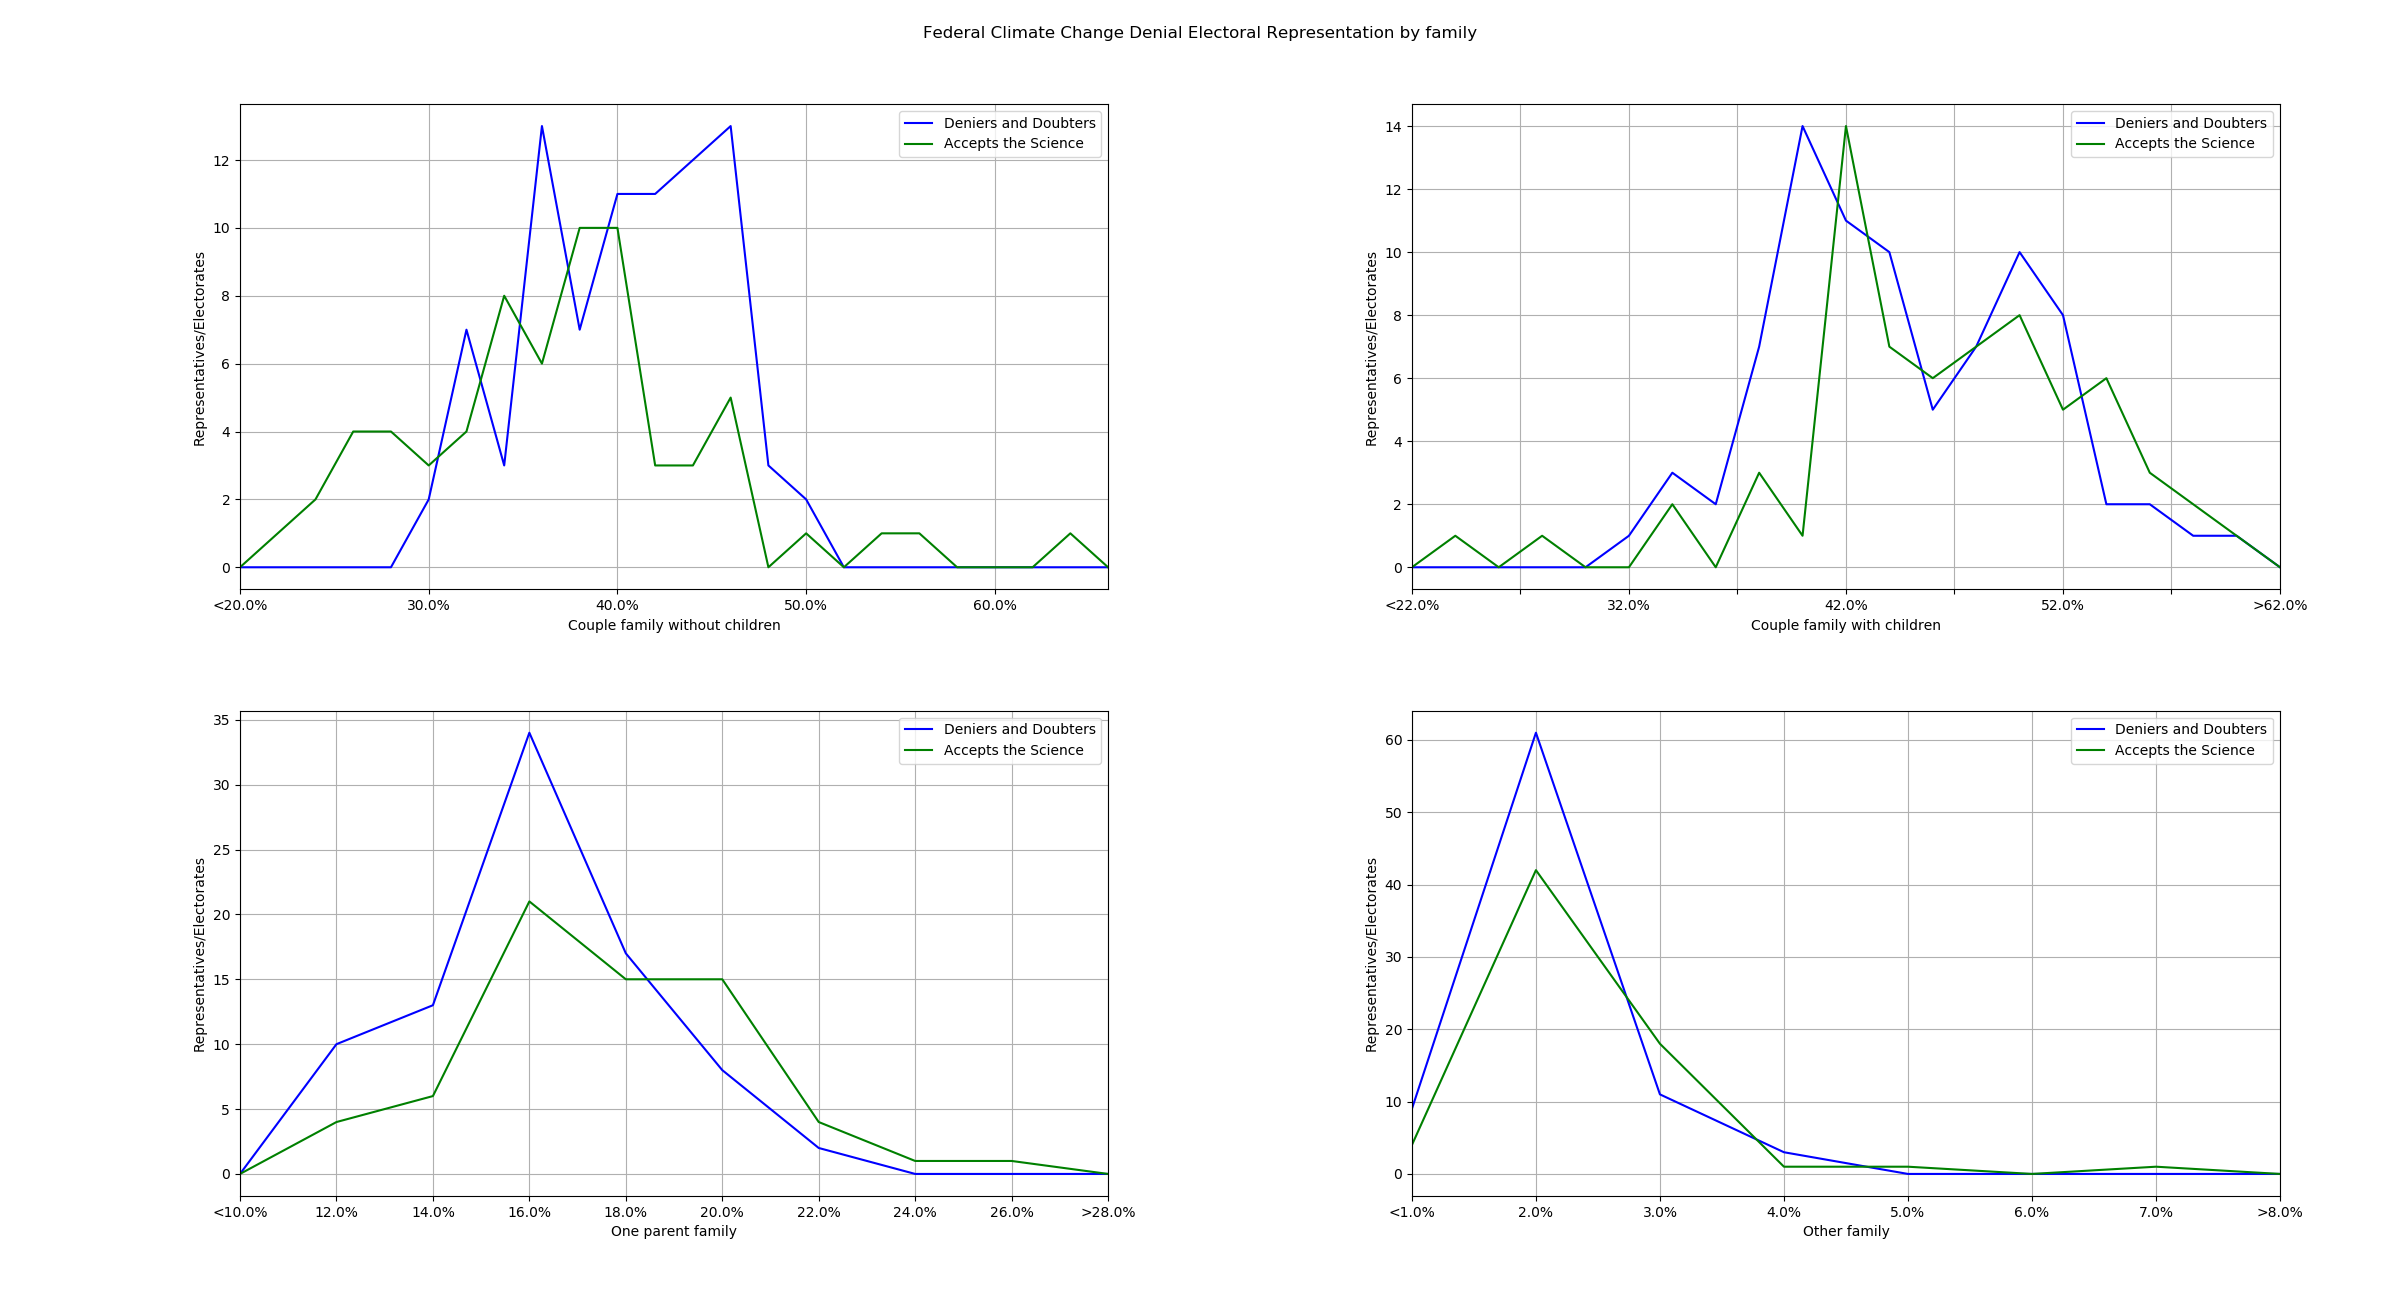 Federal Climate Change Denial Electoral Representation by family
Deniers and Doubters
Accepts the Science
12
10
8
6
4
2
0
Representatives/Electorates
<20.0% 30.0% 40.0% 50.0% 60.0%
Couple family without children
Deniers and Doubters
Accepts the Science
14
12
10
8
6
4
2
0
Representatives/Electorates
<22.0% 32.0% 42.0% 52.0% >62.0%
Couple family with children
Deniers and Doubters
Accepts the Science
35
30
25
20
15
10
5
0
Representatives/Electorates
<10.0% 12.0% 14.0% 16.0% 18.0% 20.0% 22.0% 24.0% 26.0% >28.0%
One parent family
Deniers and Doubters
Accepts the Science
60
50
40
30
20
10
0
Representatives/Electorates
<1.0% 2.0% 3.0% 4.0% 5.0% 6.0% 7.0% >8.0%
Other family